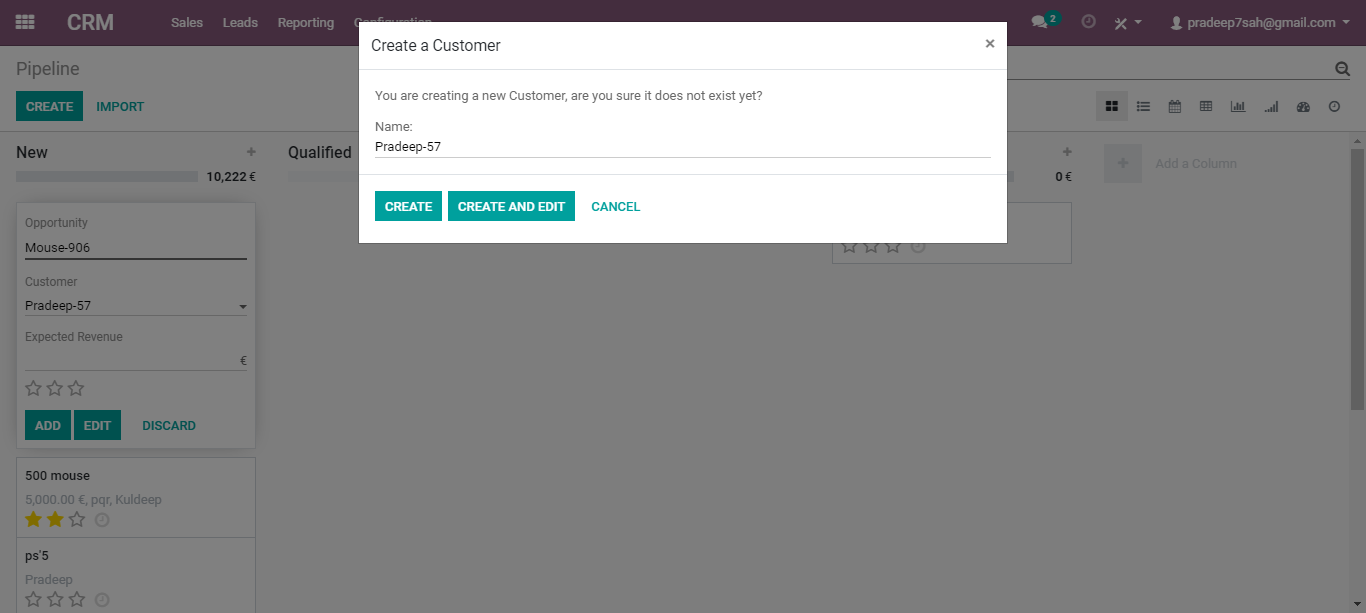 CRM Sales Leads Reporting Configuration 2 pradeep7sah@gmail.com
Create a Customer ×
Pipeline
You are creating a new Customer, are you sure it does not exist yet?
CREATE IMPORT
Name:
Pradeep-57
New + Qualified + + Add a Column
10,222 € 0 €
CREATE CREATE AND EDIT CANCEL
Opportunity
Mouse-906
Customer
Pradeep-57
Expected Revenue
€
ADD EDIT DISCARD
500 mouse
5,000.00 €, pqr, Kuldeep
ps'5
Pradeep